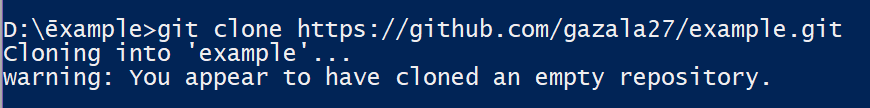 D:\ēxample>git clone https://github.com/gazala27/example.git
Cloning into 'example'...
warning: You appear to have cloned an empty repository.